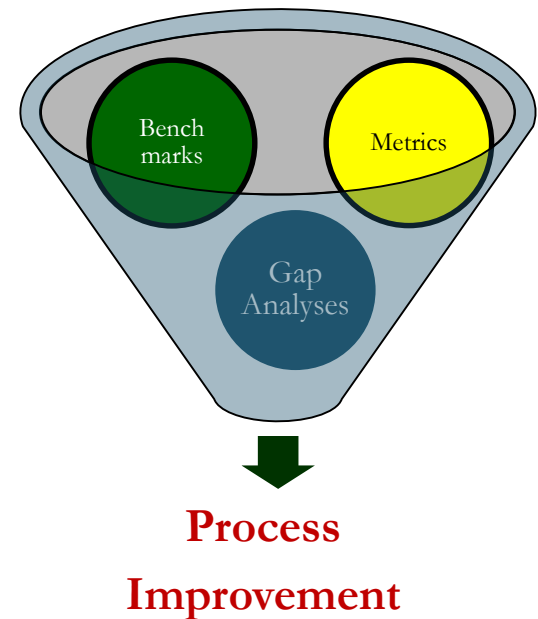 Bench
marks
Metrics
Gap
Analyses
Process
Improvement